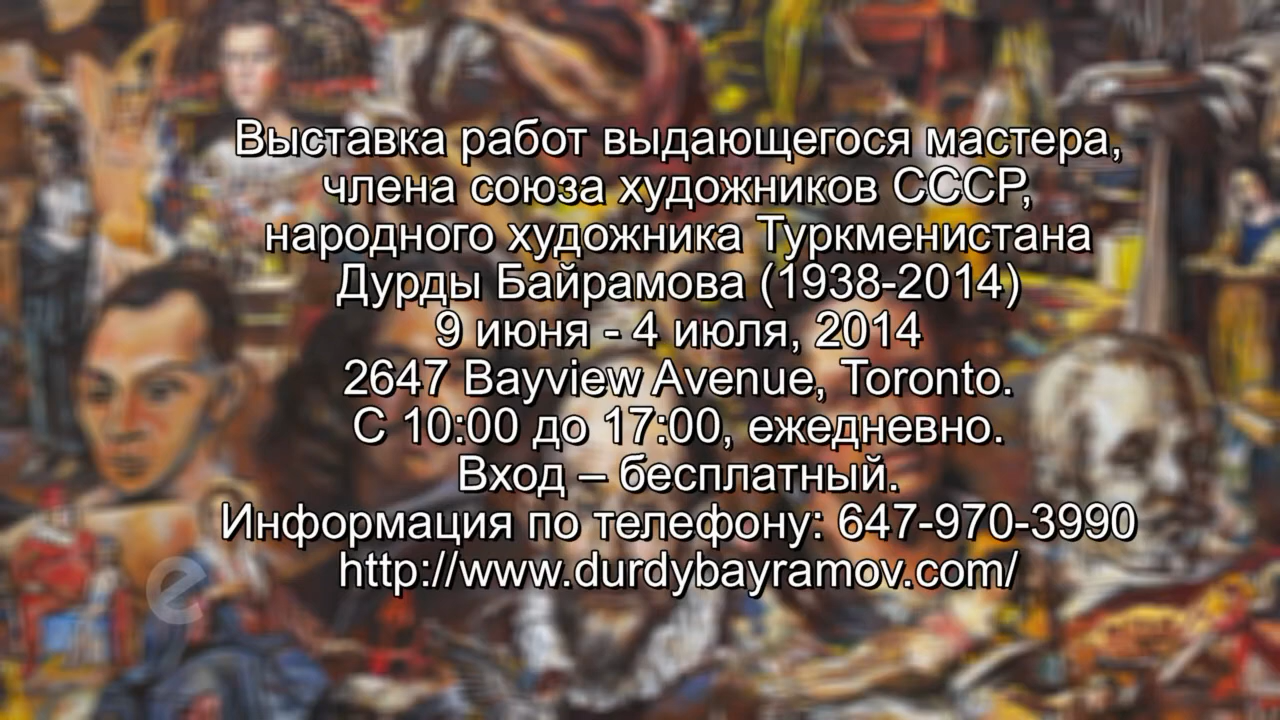 Выставка работ выдающегося мастера,
члена союза художников СССР,
народного художника Туркменистана
Дурды Байрамова (1938-2014)
9 июня - 4 июля, 2014
2647 Bayview Avenue, Toronto.
С 10:00 до 17:00, ежедневно.
Вход – бесплатный.
Информация по телефону: 647-970-3990
http://www.durdybayramov.com/
e